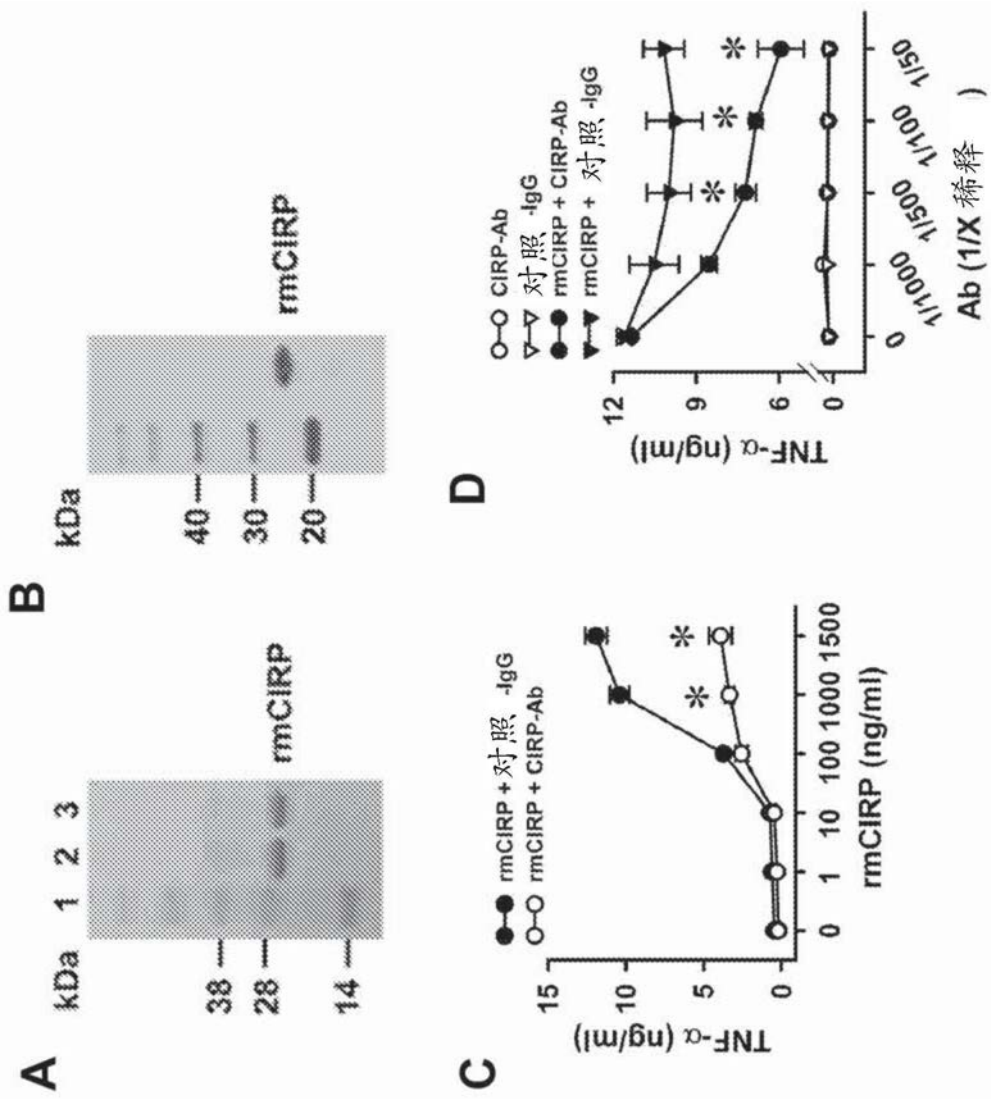 A
kDa
1 2 3
38
28
14
rmCIRP
B
kDa
40
30
20
rmCIRP
C
rmCIRP + 对照 -IgG
rmCIRP + CIRP-Ab
TNF-α (ng/ml)
15
10
5
0
* *
0 1 10 100 1000 1500
rmCIRP (ng/ml)
D
CIRP-Ab
对照 -IgG
rmCIRP + CIRP-Ab
rmCIRP + 对照 -IgG
TNF-α (ng/ml)
12
9
6
0
* * *
0 1/1000 1/500 1/100 1/50
Ab (1/X 稀释 )